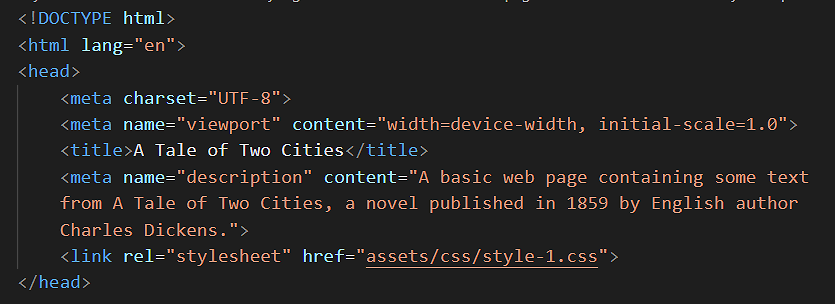 <!DOCTYPE html>
<html lang="en">
<head>
    <meta charset="UTF-8">
    <meta name="viewport" content="width=device-width, initial-scale=1.0">
    <title>A Tale of Two Cities</title>
    <meta name="description" content="A basic web page containing some text
    from A Tale of Two Cities, a novel published in 1859 by English author
    Charles Dickens.">
    <link rel="stylesheet" href="assets/css/style-1.css">
</head>